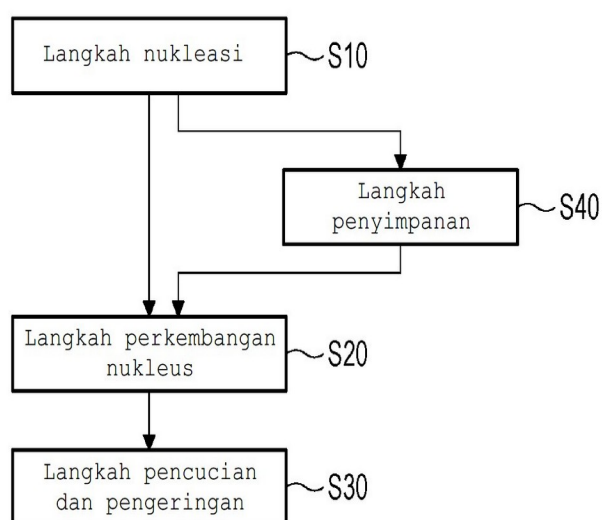 Langkah nukleasi
S10
Langkah
penyimpanan
S40
Langkah perkembangan
nukleus
S20
Langkah pencucian
dan pengeringan
S30